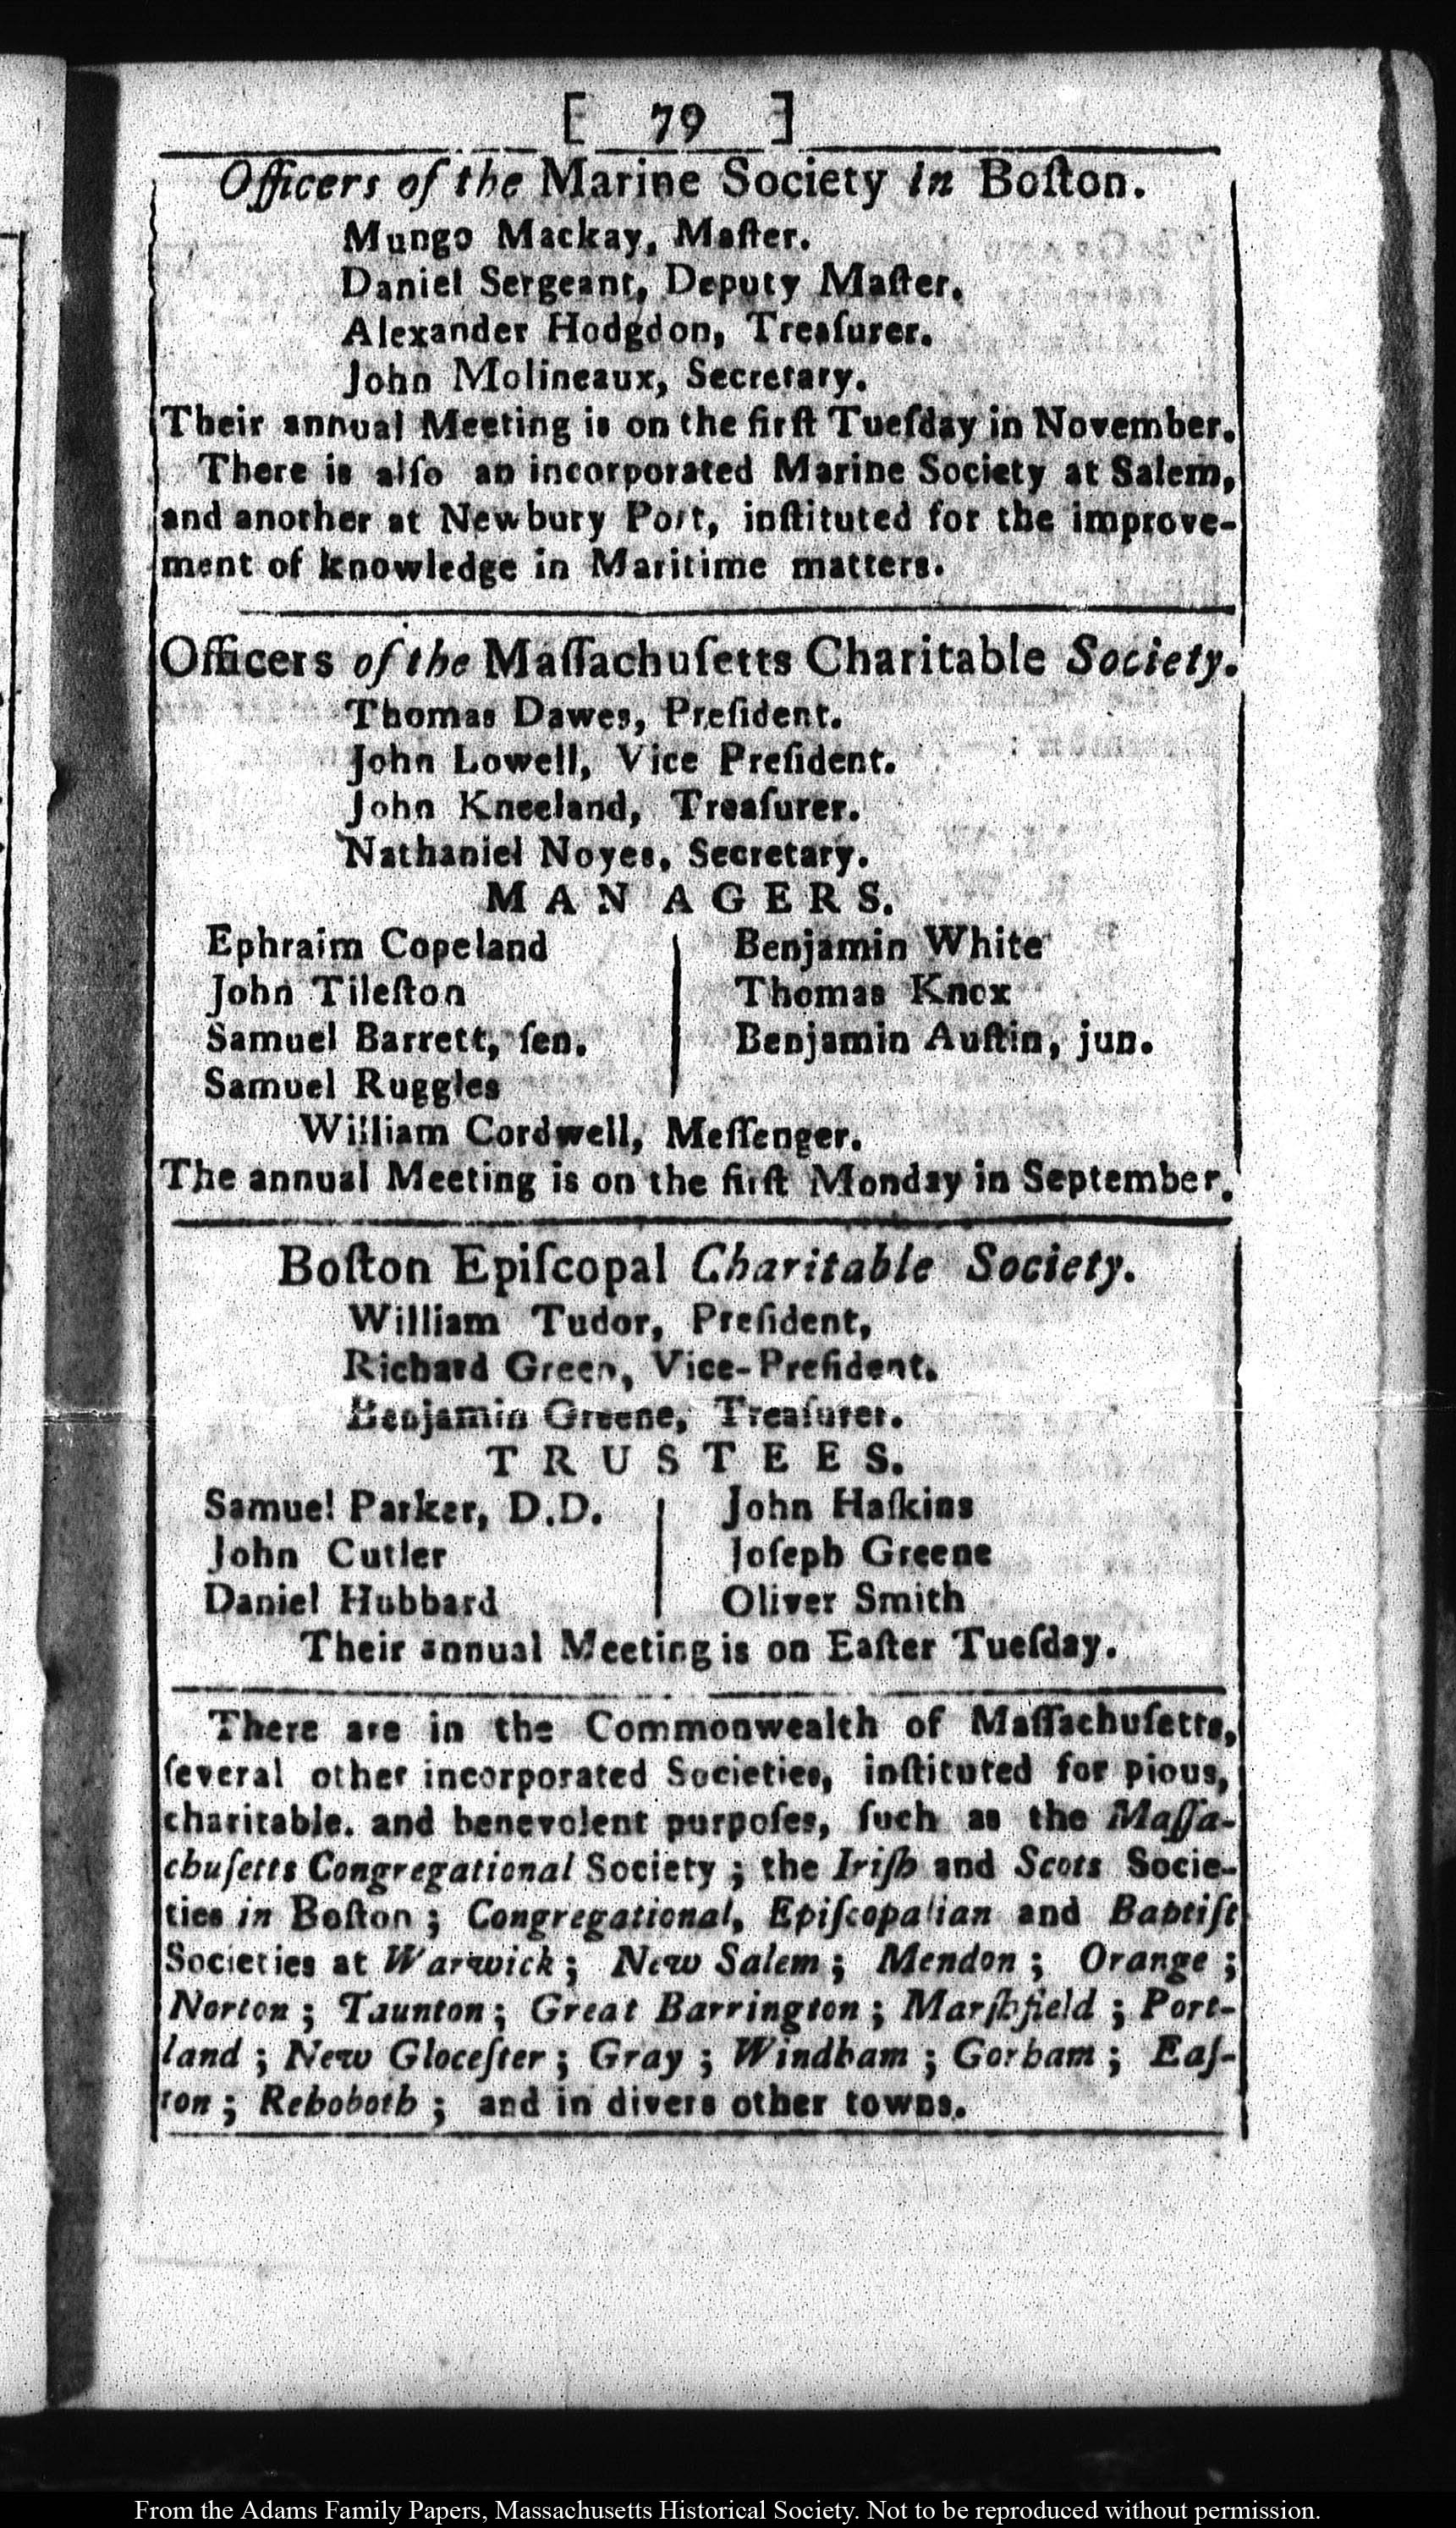 [ 79 ]
Officers of the Marine Society in Boſton.
Mungo Mackay, Maſter.
Daniel Sergeant, Deputy Maſter.
Alexander Hodgdon, Treaſurer.
John Molineaux, Secretary.
Their annual Meeting is on the firſt Tueſday in November.
There is alſo an incorporated Marine Society at Salem,
and another at Newbury Port, inſtituted for the improve-
ment of knowledge in Maritime matters.
Officers of the Maſſachuſetts Charitable Society.
Thomas Dawes, Preſident.
John Lowell, Vice Preſident.
John Kneeland, Treaſurer.
Nathaniel Noyes, Secretary.
MANAGERS.
Ephraim Copeland
John Tileſton
Samuel Barrett, ſen.
Samuel Ruggles
Benjamin White
Thomas Knox
Benjamin Auſtin, jun.
William Cordwell, Meſſenger.
The annual Meeting is on the firſt Monday in September.
Boſton Epiſcopal Charitable Society.
William Tudor, Preſident,
Richard Green, Vice-Preſident.
Benjamin Greene, Treaſurer.
TRUSTEES.
Samuel Parker, D.D.
John Cutler
Daniel Hubbard
John Haſkins
Joſeph Greene
Oliver Smith
Their annual Meeting is on Eaſter Tueſday.
There are in the Commonwealth of Maſſachuſetts,
ſeveral other incorporated Societies, inſtituted for pious,
charitable. and benevolent purpoſes, ſuch as the Maſſa-
chuſetts Congregational Society ; the Iriſh and Scots Socie-
ties in Boſton ; Congregational, Epiſcopalian and Baptiſt
Societies at Warwick ; New Salem ; Mendon ; Orange ;
Norton ; Taunton ; Great Barrington ; Marſhfield ; Port-
land ; New Gloceſter ; Gray ; Windham ; Gorham ; Eaſ-
ton ; Rehoboth ; and in divers other towns.
From the Adams Family Papers, Massachusetts Historical Society. Not to be reproduced without permission.